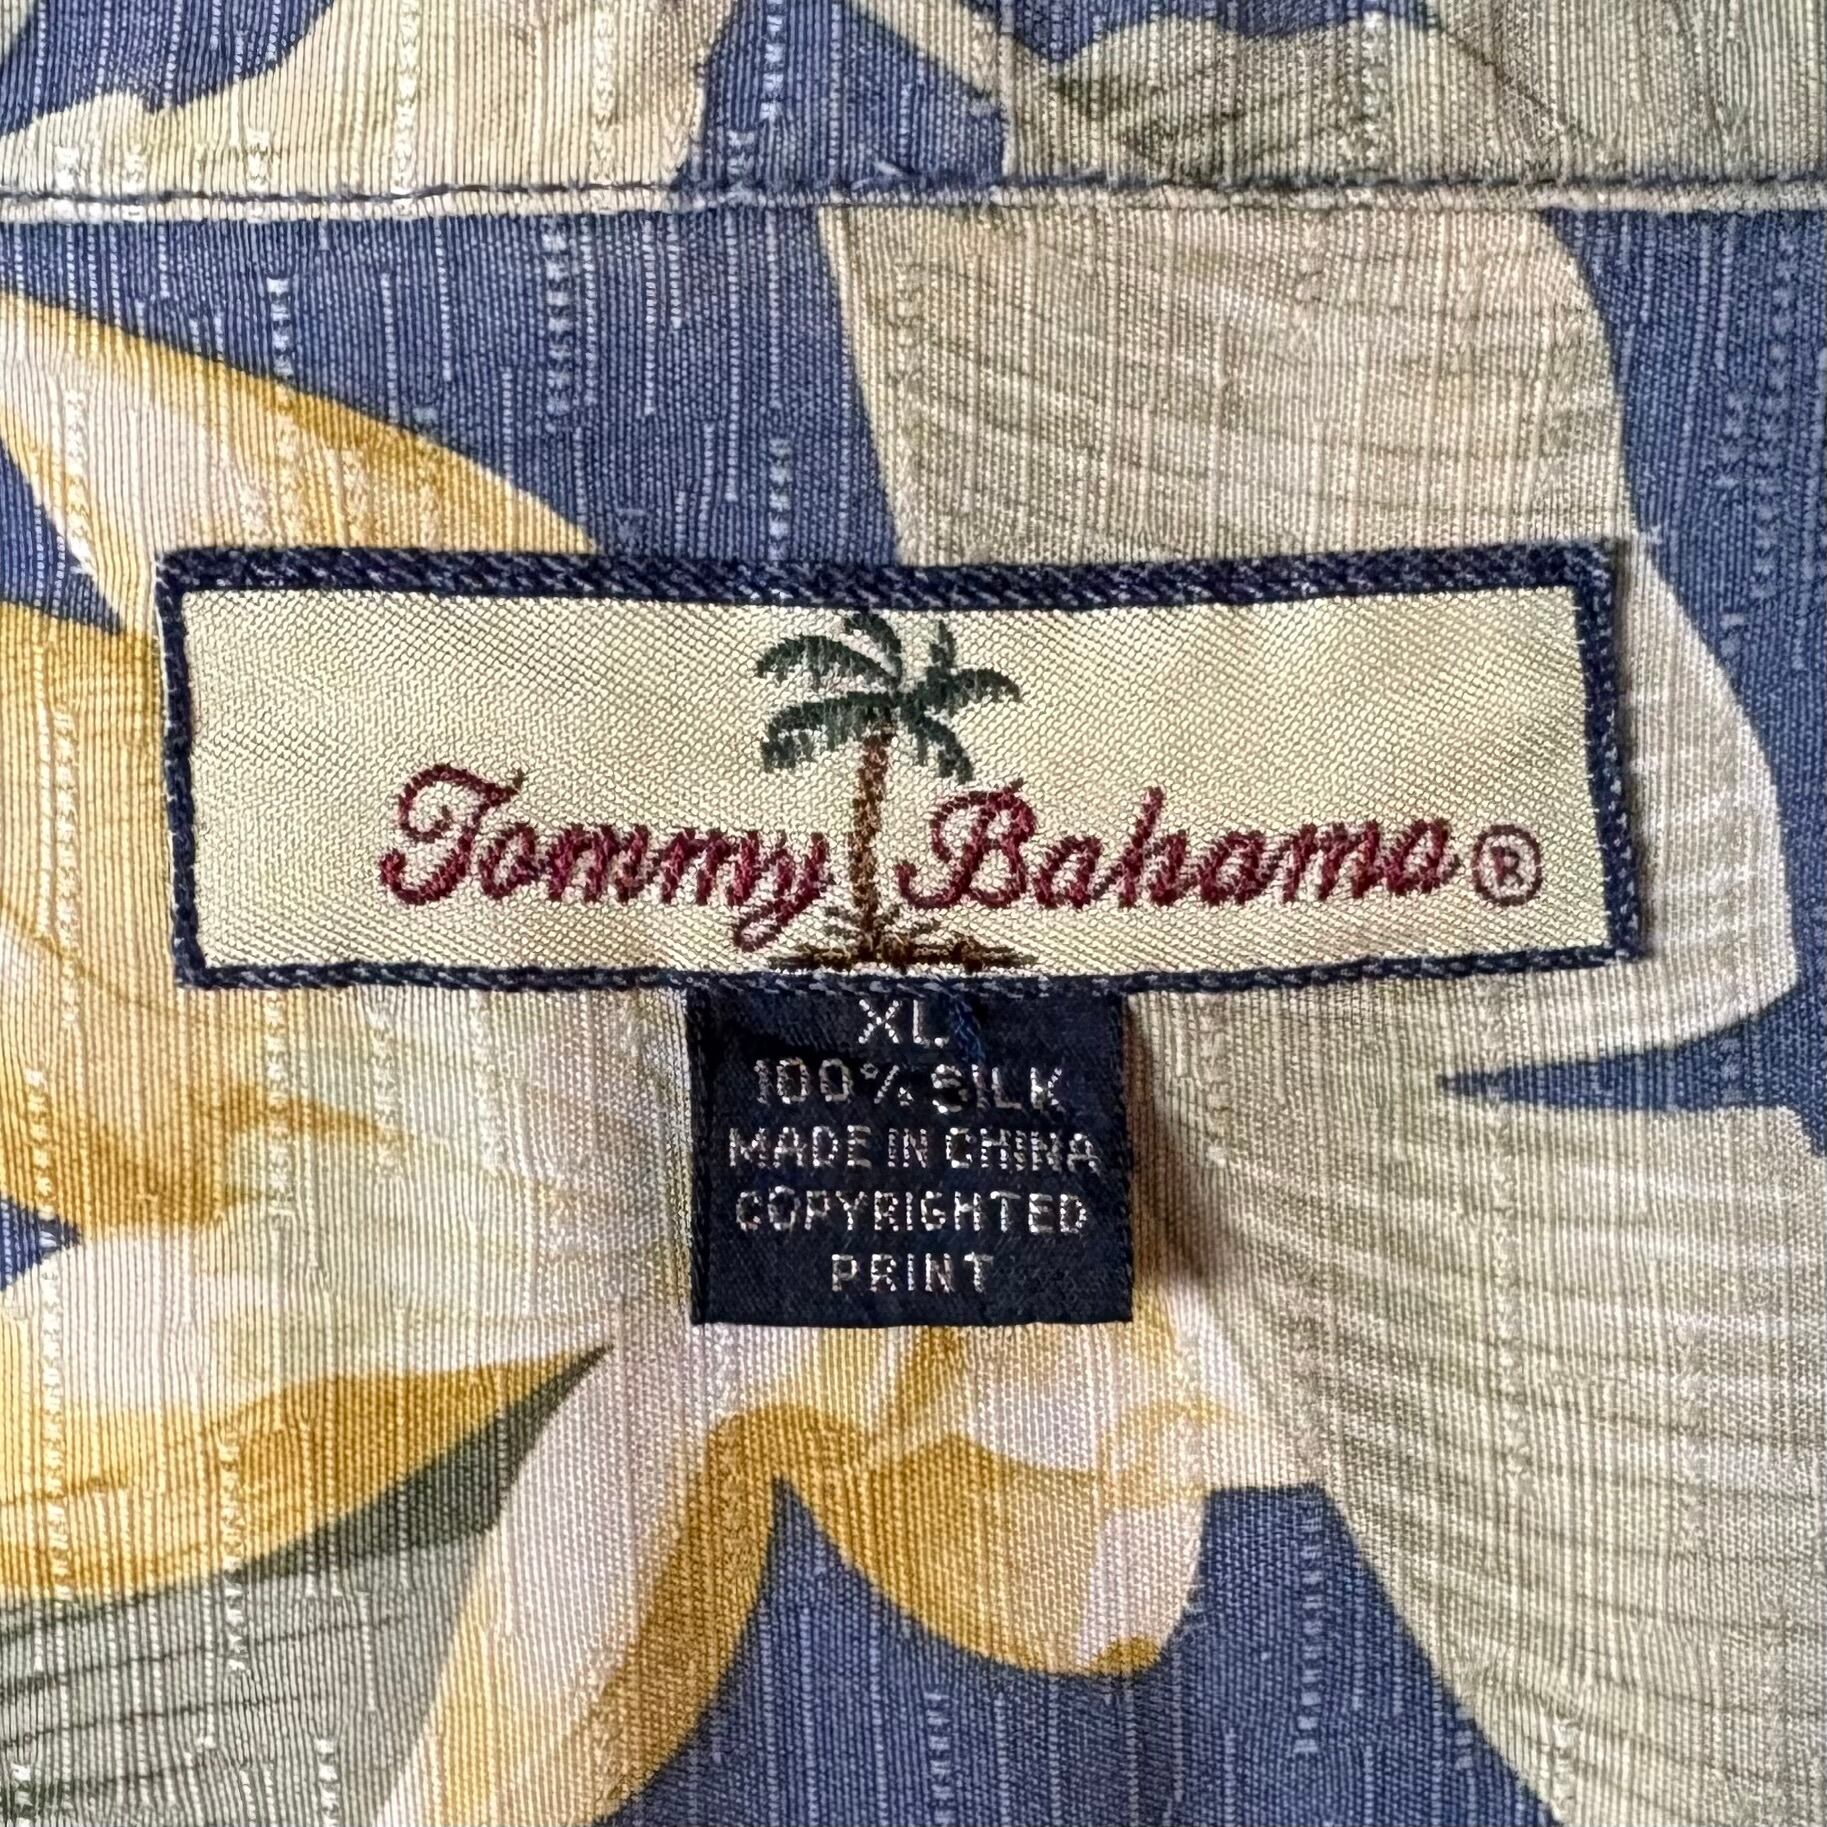 Tommy Bahama®
XL
100% SILK
MADE IN CHINA
COPYRIGHTED
PRINT